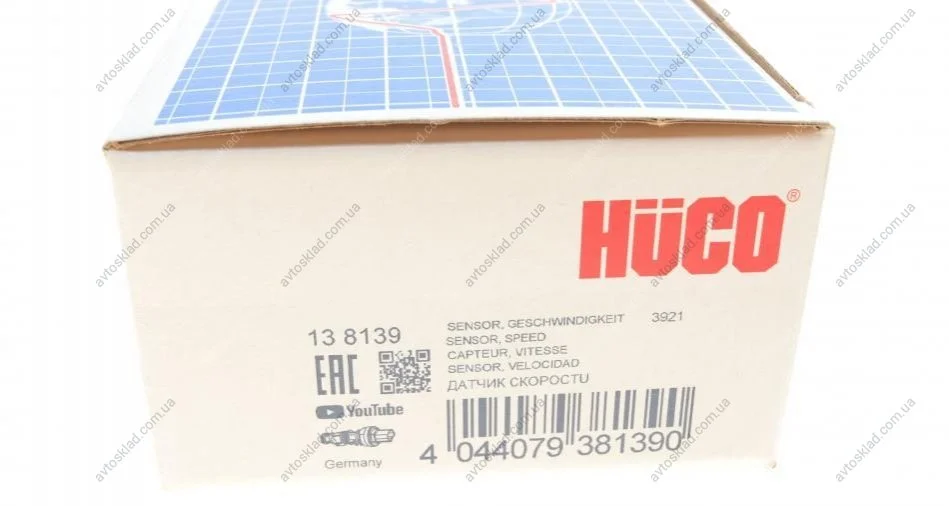 HÜCO®
13 8139
SENSOR, GESCHWINDIGKEIT 3921
SENSOR, SPEED
CAPTEUR, VITESSE
SENSOR, VELOCIDAD
ДАТЧИК СКОРОСТU
EAC
YouTube
Germany
4 044079 381390
avtosklad.com.ua